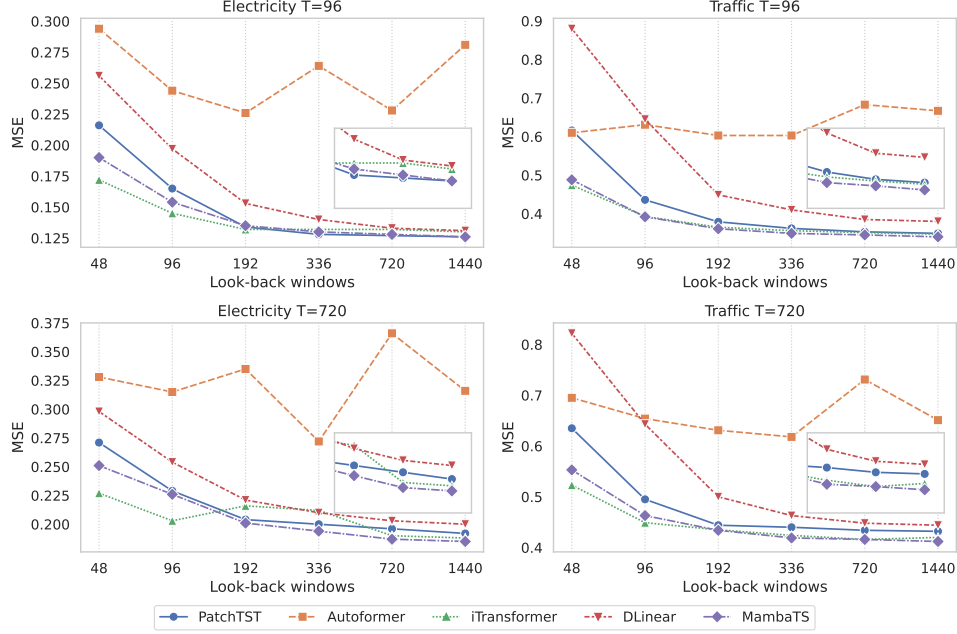 Electricity T=96
MSE
0.300
0.275
0.250
0.225
0.200
0.175
0.150
0.125
48 96 192 336 720 1440
Look-back windows
Traffic T=96
MSE
0.9
0.8
0.7
0.6
0.5
0.4
48 96 192 336 720 1440
Look-back windows
Electricity T=720
MSE
0.375
0.350
0.325
0.300
0.275
0.250
0.225
0.200
48 96 192 336 720 1440
Look-back windows
Traffic T=720
MSE
0.8
0.7
0.6
0.5
0.4
48 96 192 336 720 1440
Look-back windows
PatchTST Autoformer iTransformer DLinear MambaTS